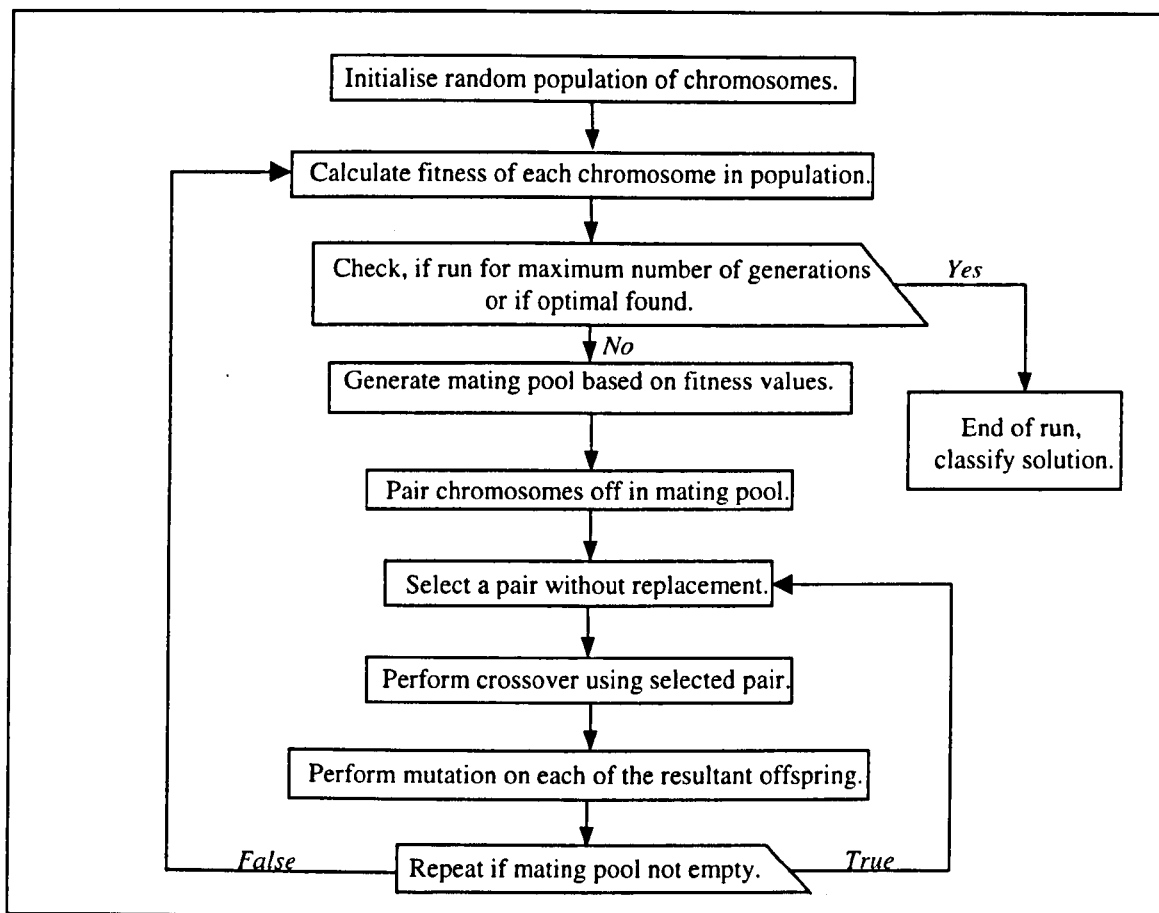 Initialise random population of chromosomes.
Calculate fitness of each chromosome in population.
Check, if run for maximum number of generations
or if optimal found.
Yes
No
Generate mating pool based on fitness values.
End of run,
classify solution.
Pair chromosomes off in mating pool.
Select a pair without replacement.
Perform crossover using selected pair.
Perform mutation on each of the resultant offspring.
False
Repeat if mating pool not empty.
True